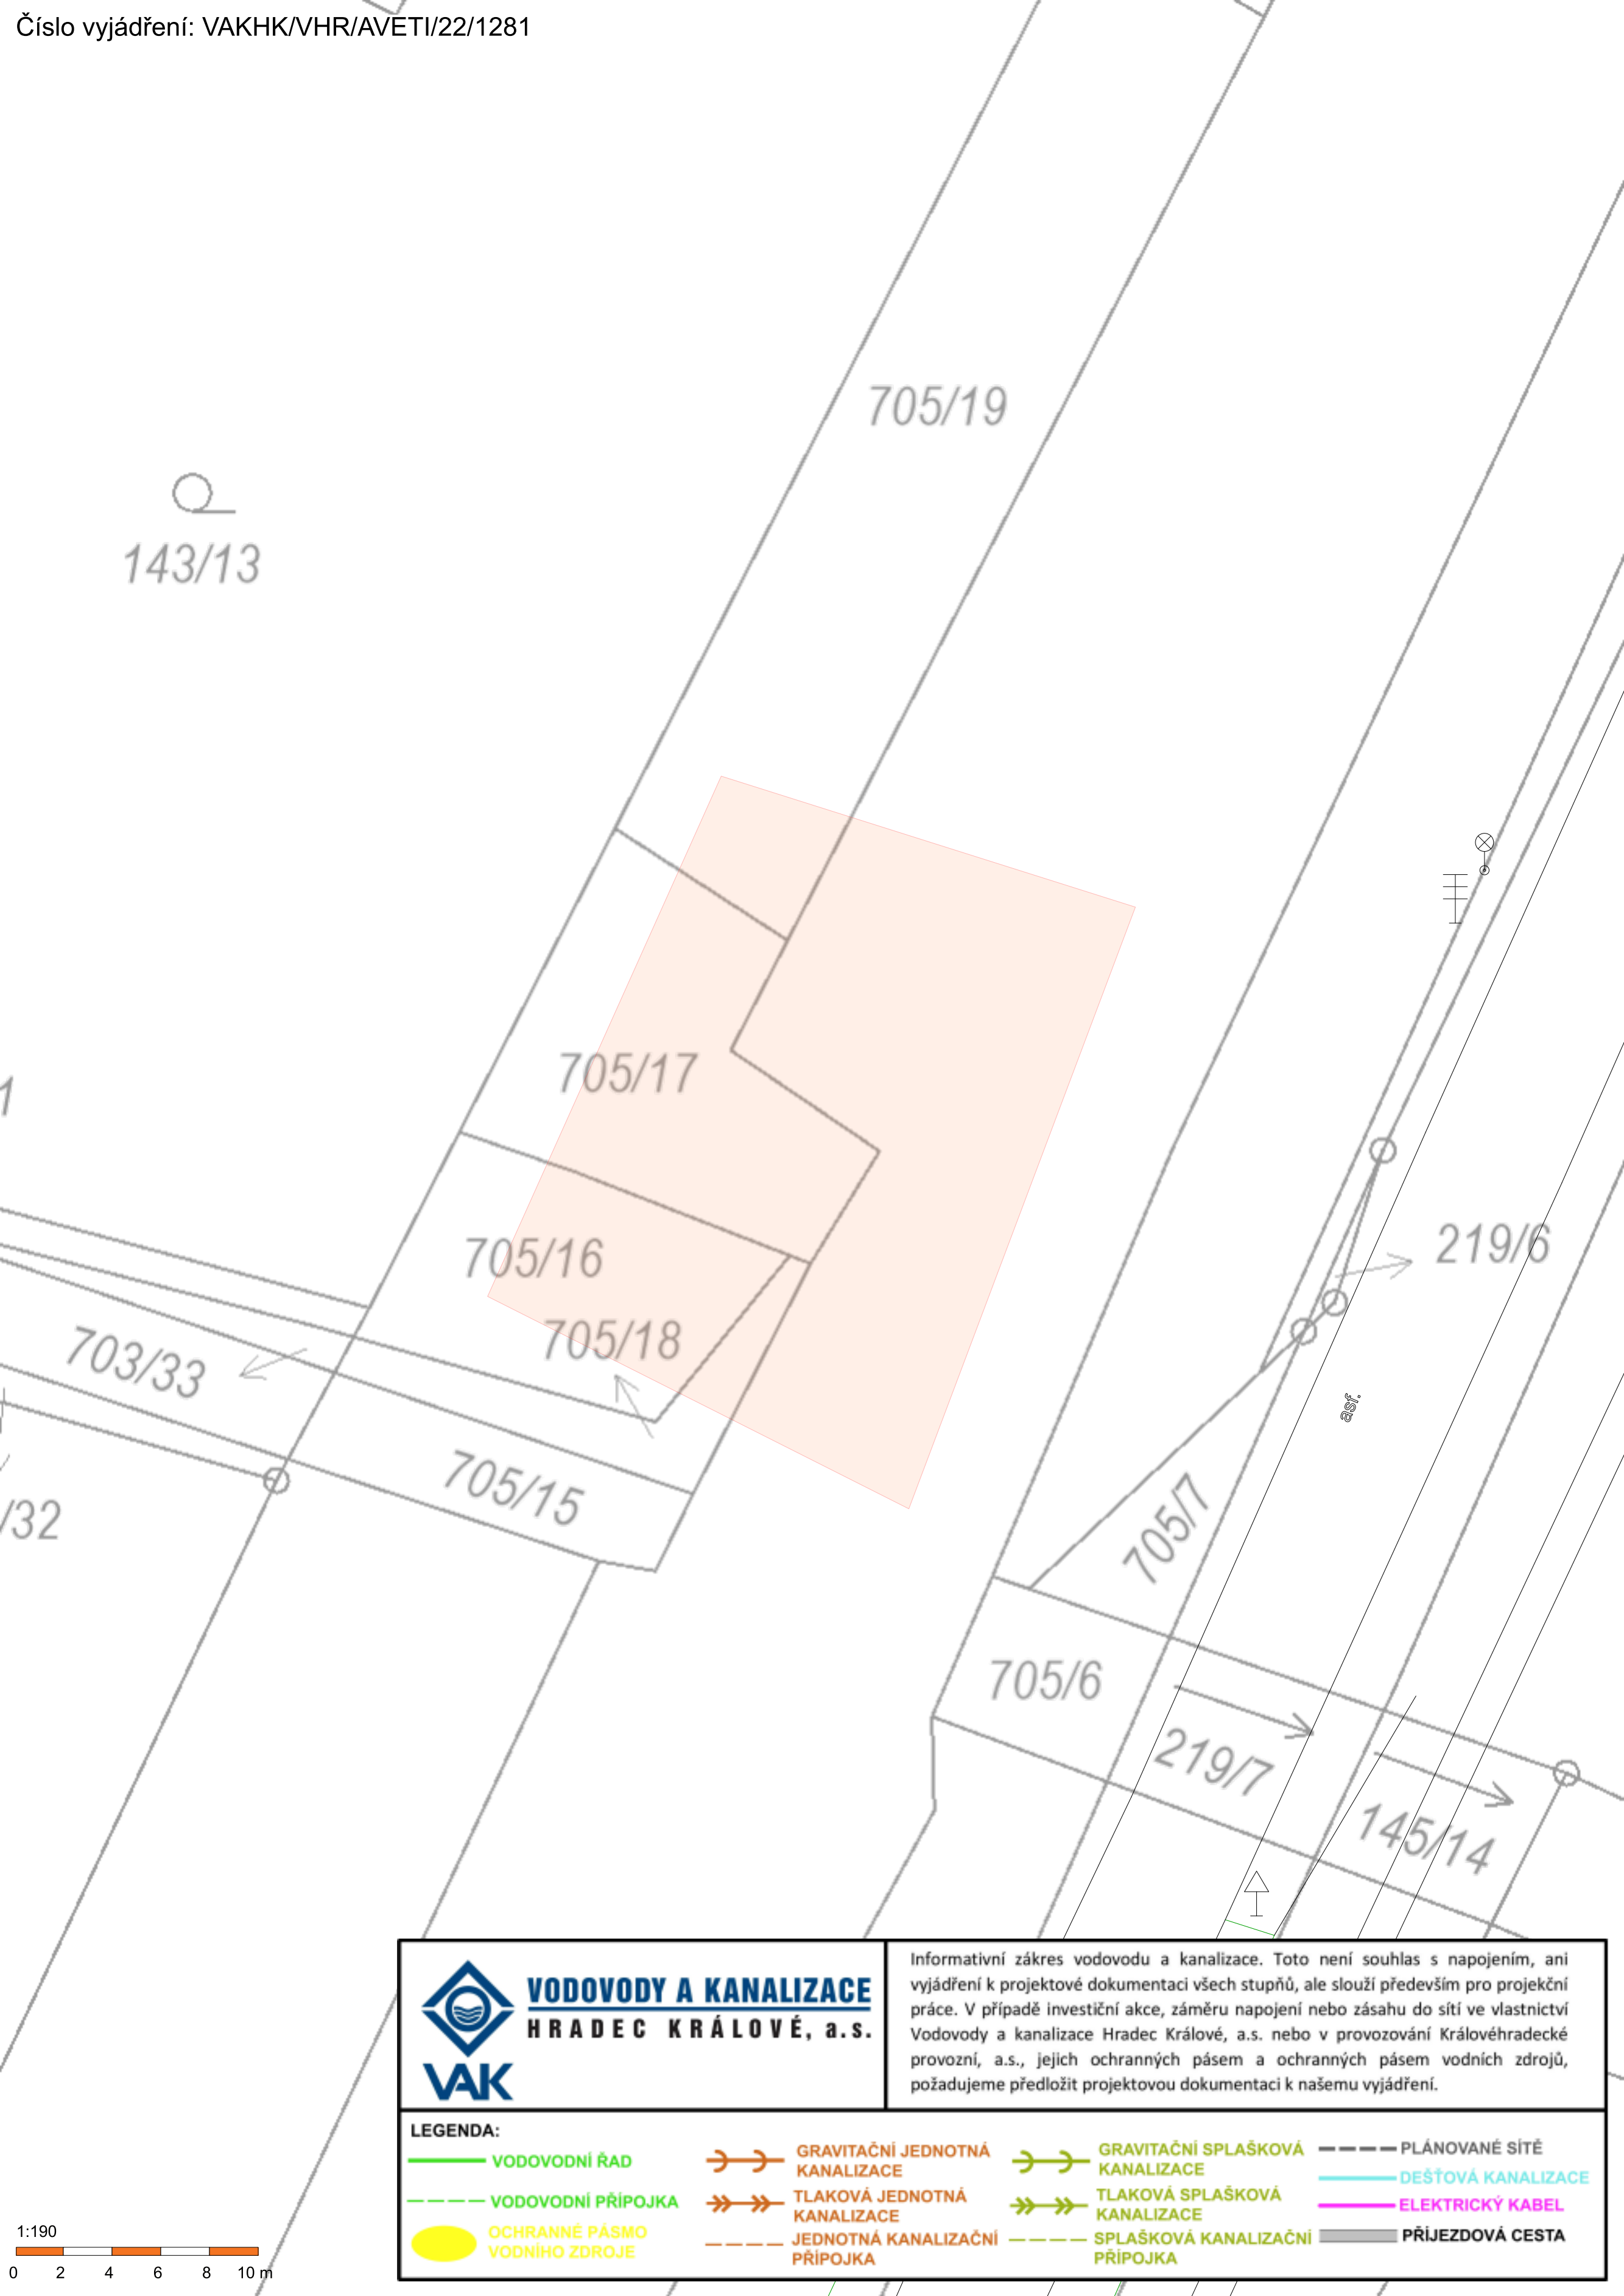 Číslo vyjádření: VAKHK/VHR/AVETI/22/1281
705/19
143/13
705/17
1
219/6
705/16
705/18
703/33
asf.
705/15
705/7
/32
705/6
219/7
145/14
VODOVODY A KANALIZACE
HRADEC KRÁLOVÉ, a.s.
VAK
Informativní zákres vodovodu a kanalizace. Toto není souhlas s napojením, ani
vyjádření k projektové dokumentaci všech stupňů, ale slouží především pro projekční
práce. V případě investiční akce, záměru napojení nebo zásahu do sítí ve vlastnictví
Vodovody a kanalizace Hradec Králové, a.s. nebo v provozování Královéhradecké
provozní, a.s., jejich ochranných pásem a ochranných pásem vodních zdrojů,
požadujeme předložit projektovou dokumentaci k našemu vyjádření.
LEGENDA:
VODOVODNÍ ŘAD
VODOVODNÍ PŘÍPOJKA
OCHRANNÉ PÁSMO
VODNÍHO ZDROJE
GRAVITAČNÍ JEDNOTNÁ
KANALIZACE
TLAKOVÁ JEDNOTNÁ
KANALIZACE
JEDNOTNÁ KANALIZAČNÍ
PŘÍPOJKA
GRAVITAČNÍ SPLAŠKOVÁ
KANALIZACE
TLAKOVÁ SPLAŠKOVÁ
KANALIZACE
SPLAŠKOVÁ KANALIZAČNÍ
PŘÍPOJKA
PLÁNOVANÉ SÍTĚ
DEŠŤOVÁ KANALIZACE
ELEKTRICKÝ KABEL
PŘÍJEZDOVÁ CESTA
1:190
0 2 4 6 8 10 m